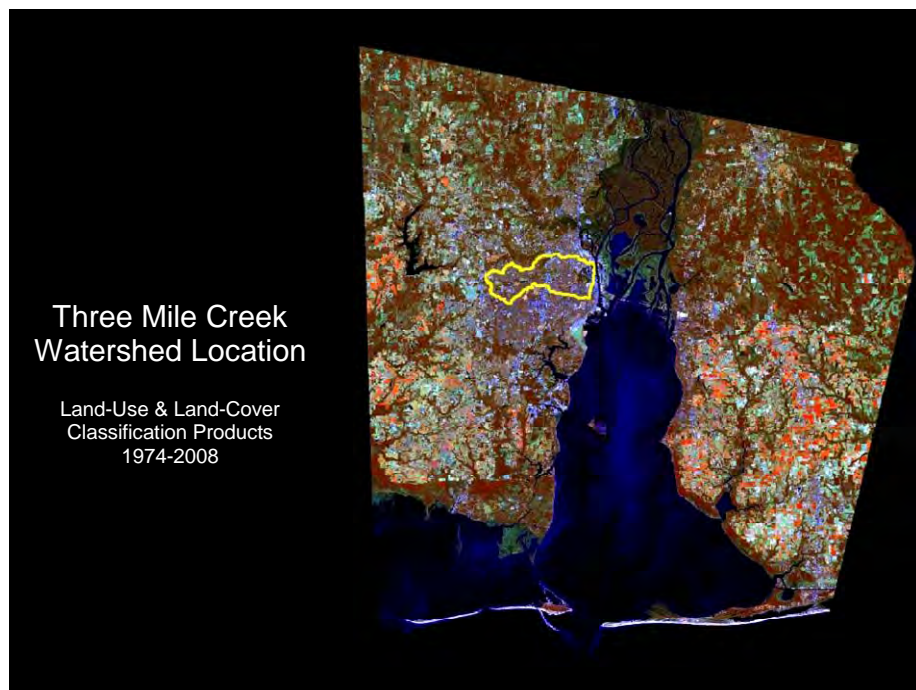 Three Mile Creek
Watershed Location
Land-Use & Land-Cover
Classification Products
1974-2008